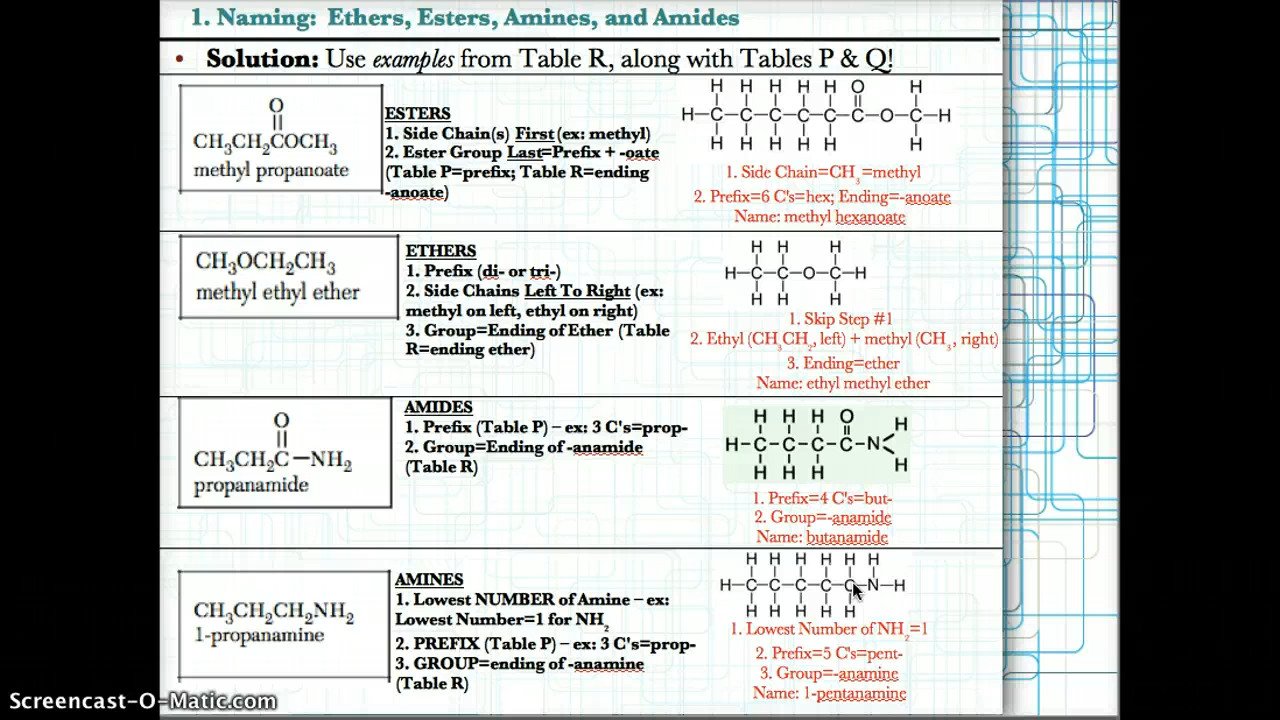 1. Naming: Ethers, Esters, Amines, and Amides
• Solution: Use examples from Table R, along with Tables P & Q!
O
CH₃CH₂COCH₃
methyl propanoate
ESTERS
1. Side Chain(s) First (ex: methyl)
2. Ester Group Last=Prefix + -oate
(Table P=prefix; Table R=ending
-anoate)
H H H H H O H
H-C-C-C-C-C-C-O-C-H
H H H H H H
1. Side Chain=CH₃=methyl
2. Prefix=6 C's=hex; Ending=-anoate
Name: methyl hexanoate
CH₃OCH₂CH₃
methyl ethyl ether
ETHERS
1. Prefix (di- or tri-)
2. Side Chains Left To Right (ex:
methyl on left, ethyl on right)
3. Group=Ending of Ether (Table
R=ending ether)
H H H
H-C-C-O-C-H
H H H
1. Skip Step #1
2. Ethyl (CH₃CH₂, left) + methyl (CH₃, right)
3. Ending=ether
Name: ethyl methyl ether
O
CH₃CH₂C-NH₂
propanamide
AMIDES
1. Prefix (Table P) – ex: 3 C's=prop-
2. Group=Ending of -anamide
(Table R)
H H H O H
H-C-C-C-C-N
H H H H
1. Prefix=4 C's=but-
2. Group=-anamide
Name: butanamide
CH₃CH₂CH₂NH₂
1-propanamine
AMINES
1. Lowest NUMBER of Amine – ex:
Lowest Number=1 for NH₂
2. PREFIX (Table P) – ex: 3 C's=prop-
3. GROUP=ending of -anamine
(Table R)
H H H H H H
H-C-C-C-C-C-N-H
H H H H H
1. Lowest Number of NH₂=1
2. Prefix=5 C's=pent-
3. Group=-anamine
Name: 1-pentanamine
Screencast-O-Matic.com